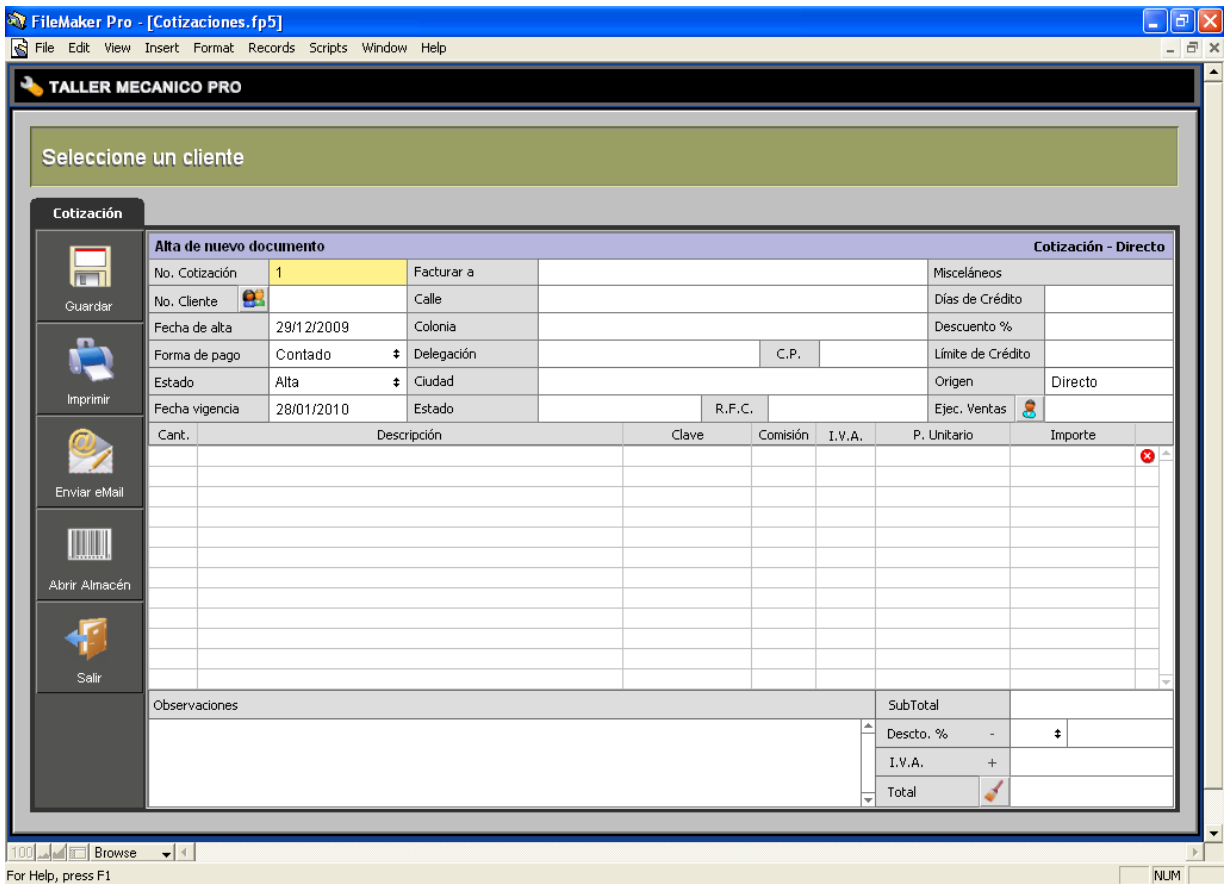 FileMaker Pro - [Cotizaciones.fp5]
File Edit View Insert Format Records Scripts Window Help
TALLER MECANICO PRO
Seleccione un cliente
Cotización
Alta de nuevo documento Cotización - Directo
No. Cotización 1 Facturar a Misceláneos
No. Cliente Calle Días de Crédito
Fecha de alta 29/12/2009 Colonia Descuento %
Forma de pago Contado Delegación C.P. Límite de Crédito
Estado Alta Ciudad Origen Directo
Fecha vigencia 28/01/2010 Estado R.F.C. Ejec. Ventas
Cant. Descripción Clave Comisión I.V.A. P. Unitario Importe
Guardar
Imprimir
Enviar eMail
Abrir Almacén
Salir
Observaciones SubTotal
Descto. % -
I.V.A. +
Total
100 Browse
For Help, press F1 NUM